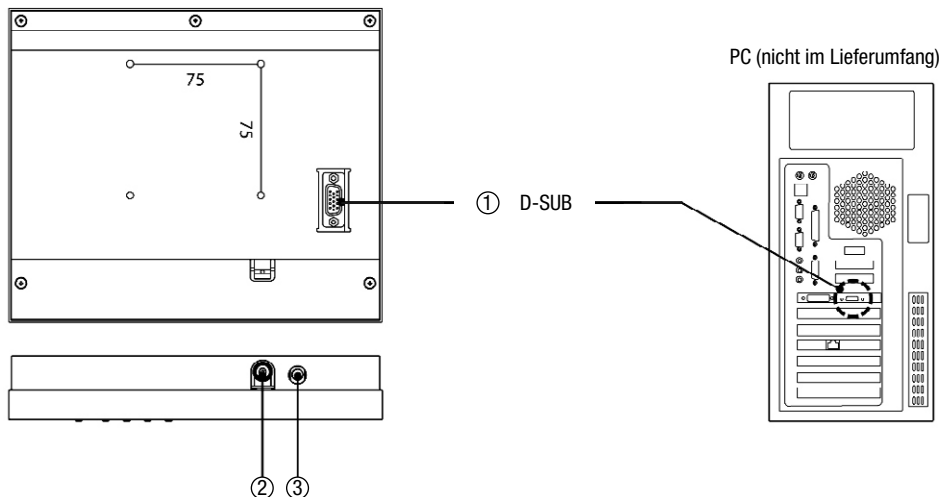 PC (nicht im Lieferumfang)
75
75
① D-SUB
② ③